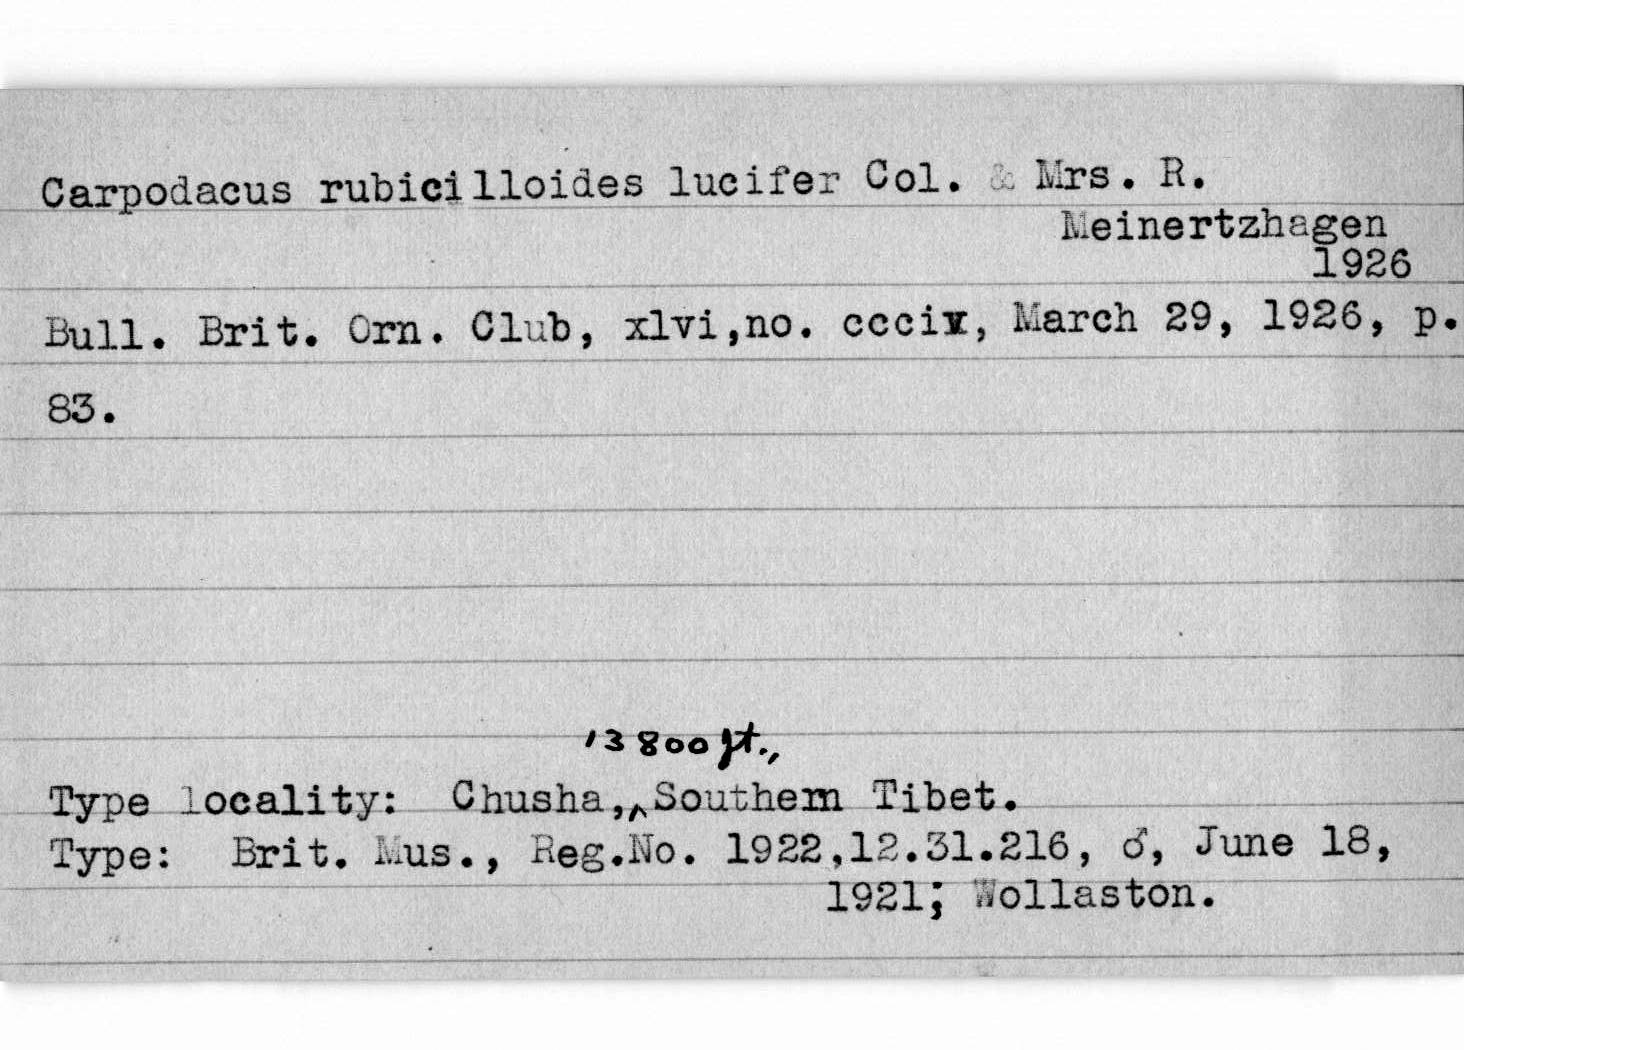 Carpodacus rubicilloides lucifer Col. & Mrs. R.
Meinertzhagen
1926
Bull. Brit. Orn. Club, xlvi,no. ccciv, March 29, 1926, p.
83.
13800 ft.,
Type locality: Chusha,^Southern Tibet.
Type: Brit. Mus., Reg.No. 1922,12.31.216, ♂, June 18,
1921; Wollaston.